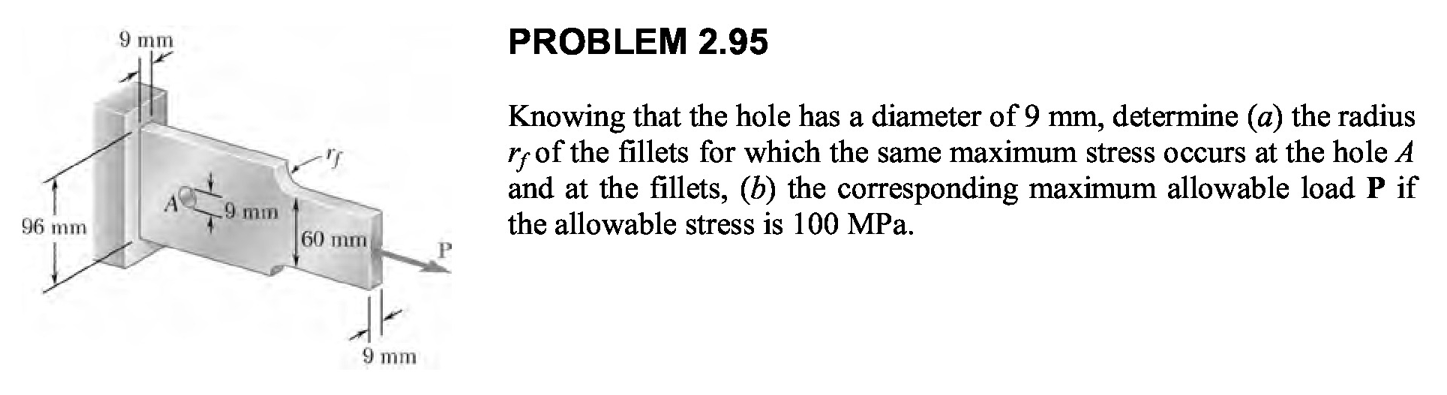 9 mm
PROBLEM 2.95
Knowing that the hole has a diameter of 9 mm, determine (a) the radius
rf of the fillets for which the same maximum stress occurs at the hole A
and at the fillets, (b) the corresponding maximum allowable load P if
the allowable stress is 100 MPa.
rf
A
9 mm
96 mm
60 mm
P
9 mm